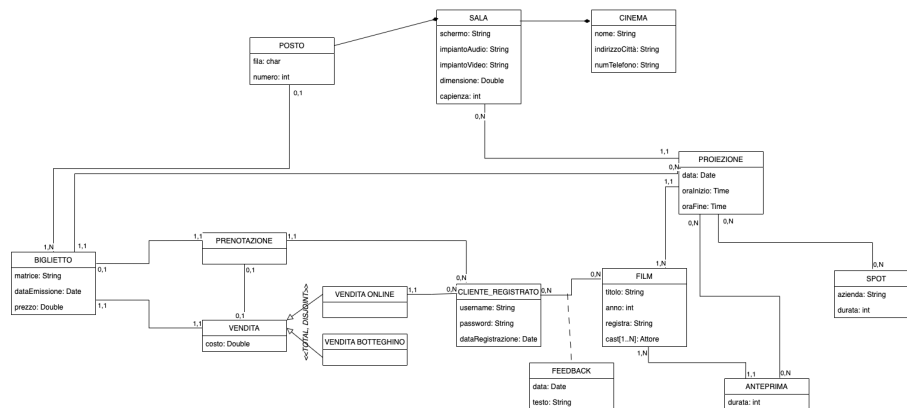 SALA
schermo: String
impiantoAudio: String
impiantoVideo: String
dimensione: Double
capienza: int
CINEMA
nome: String
indirizzoCittà: String
numTelefono: String
POSTO
fila: char
numero: int
0,1
0,N
1,1
PROIEZIONE
data: Date
oraInizio: Time
oraFine: Time
0,N
1,1
0,N
0,N
1,N
1,1
BIGLIETTO
matrice: String
dataEmissione: Date
prezzo: Double
0,1
1,1
1,1
PRENOTAZIONE
1,1
0,1
0,1
1,1
VENDITA
costo: Double
<<TOTAL, DISJOINT>>
VENDITA ONLINE
1,1
VENDITA BOTTEGHINO
0,N
0,N
CLIENTE_REGISTRATO
username: String
password: String
dataRegistrazione: Date
0,N
0,N
1,N
FILM
titolo: String
anno: int
registra: String
cast[1..N]: Attore
1,N
0,N
SPOT
azienda: String
durata: int
FEEDBACK
data: Date
testo: String
1,1
0,N
ANTEPRIMA
durata: int